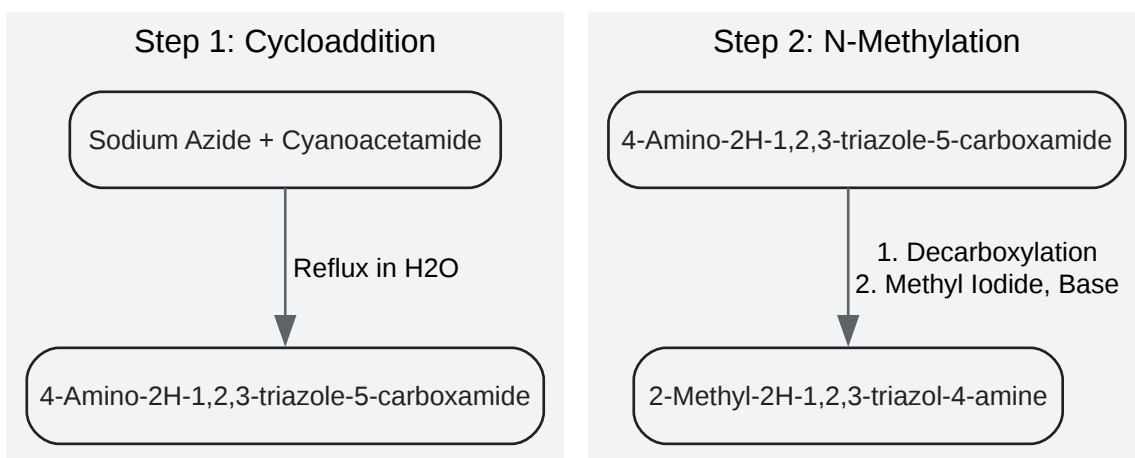 Step 1: Cycloaddition
Sodium Azide + Cyanoacetamide
Reflux in H2O
4-Amino-2H-1,2,3-triazole-5-carboxamide
Step 2: N-Methylation
4-Amino-2H-1,2,3-triazole-5-carboxamide
1. Decarboxylation
2. Methyl Iodide, Base
2-Methyl-2H-1,2,3-triazol-4-amine